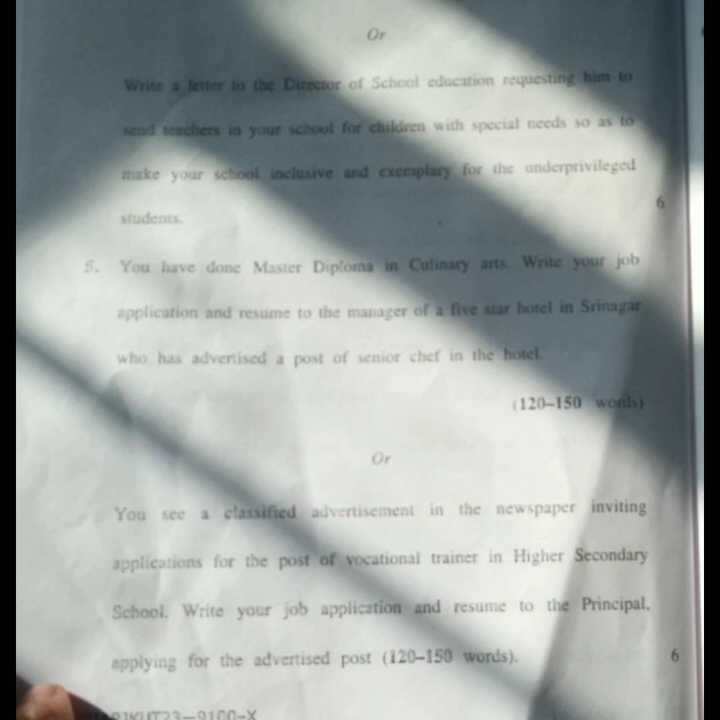 Or
Write a letter to the Director of School education requesting him to
send teachers in your school for children with special needs so as to
make your school inclusive and exemplary for the underprivileged
students.
6
5. You have done Master Diploma in Culinary arts. Write your job
application and resume to the manager of a five star hotel in Srinagar
who has advertised a post of senior chef in the hotel.
(120–150 words)
Or
You see a classified advertisement in the newspaper inviting
applications for the post of vocational trainer in Higher Secondary
School. Write your job application and resume to the Principal,
applying for the advertised post (120–150 words). 6